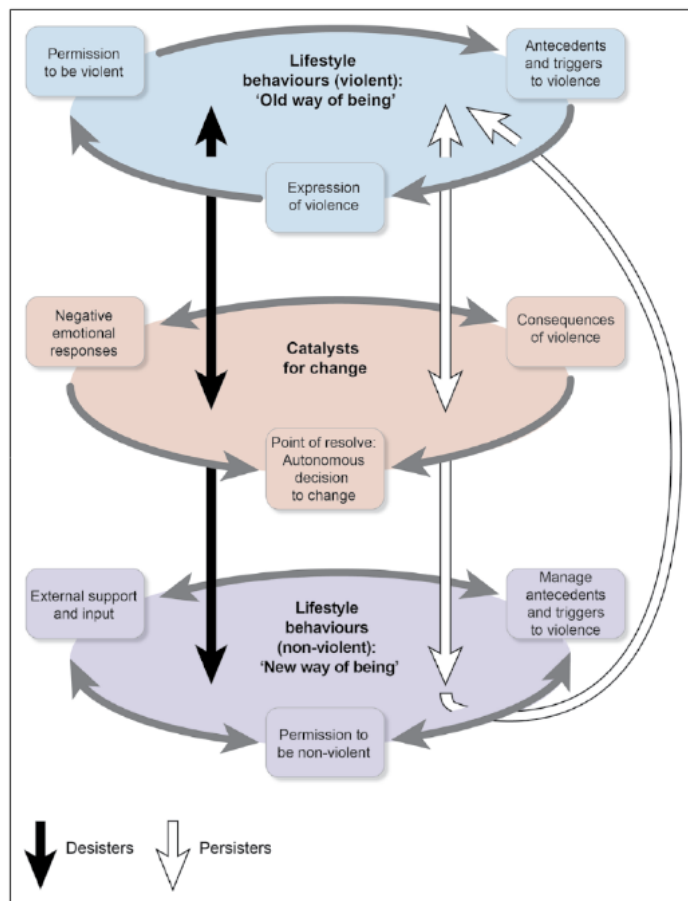 Permission
to be violent
Lifestyle
behaviours (violent):
‘Old way of being’
Antecedents
and triggers
to violence
Expression
of violence
Negative
emotional
responses
Catalysts
for change
Consequences
of violence
Point of resolve:
Autonomous
decision
to change
External support
and input
Lifestyle
behaviours
(non-violent):
‘New way of being’
Manage
antecedents
and triggers
to violence
Permission to
be non-violent
Desisters
Persisters